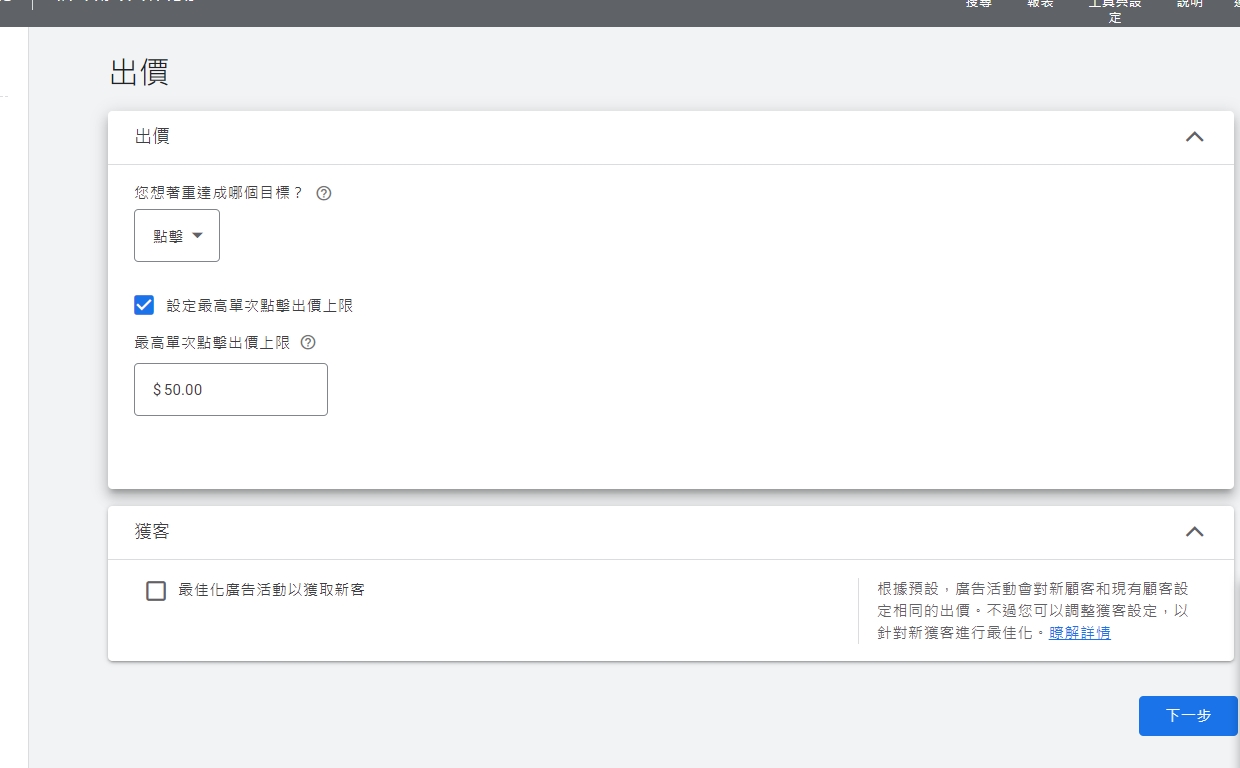 搜尋
報表
工具與設
定
說明
出價
出價
您想著重達成哪個目標？
點擊
設定最高單次點擊出價上限
最高單次點擊出價上限
$ 50.00
獲客
最佳化廣告活動以獲取新客
根據預設，廣告活動會對新顧客和現有顧客設
定相同的出價。不過您可以調整獲客設定，以
針對新獲客進行最佳化。瞭解詳情
下一步